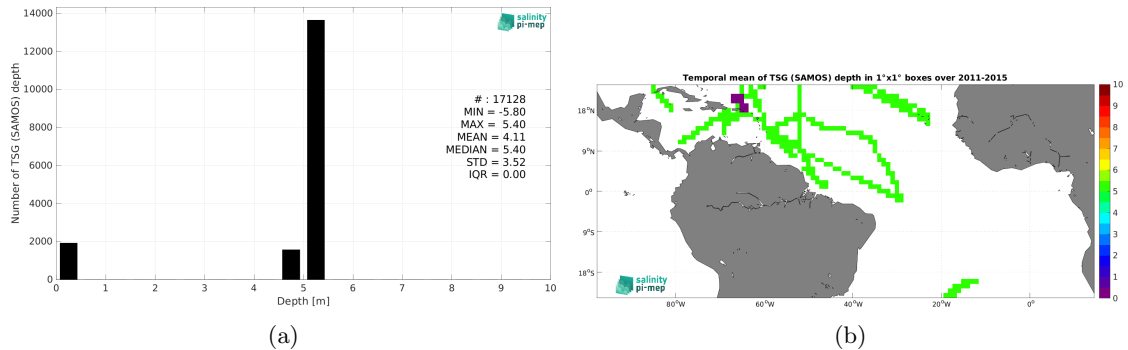 14000
12000
10000
8000
6000
4000
2000
0
Number of TSG (SAMOS) depth
salinity
pi-mep
# : 17128
MIN = -5.80
MAX = 5.40
MEAN = 4.11
MEDIAN = 5.40
STD = 3.52
IQR = 0.00
0 1 2 3 4 5 6 7 8 9 10
Depth [m]
(a)
Temporal mean of TSG (SAMOS) depth in 1°x1° boxes over 2011-2015
18°N
9°N
0°
9°S
18°S
salinity
pi-mep
80°W 60°W 40°W 20°W 0°
10
9
8
7
6
5
4
3
2
1
0
(b)